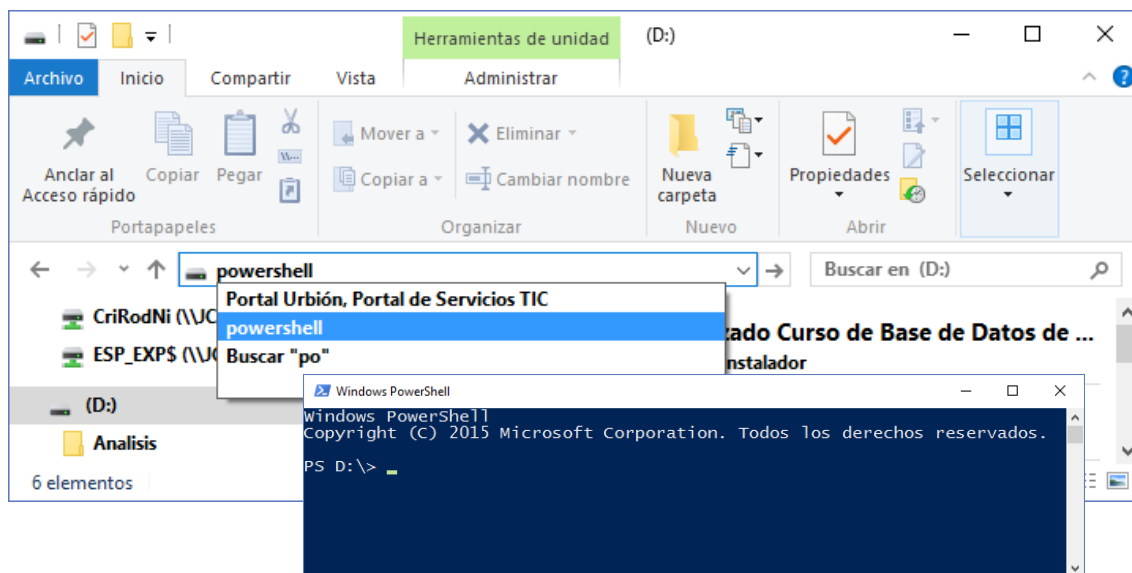 Herramientas de unidad (D:)
Archivo Inicio Compartir Vista Administrar
Anclar al Acceso rápido
Copiar
Pegar
Portapapeles
Mover a
Copiar a
Eliminar
Cambiar nombre
Organizar
Nueva carpeta
Nuevo
Propiedades
Abrir
Seleccionar
powershell
Buscar en (D:)
Portal Urbión, Portal de Servicios TIC
powershell
Buscar "po"
CriRodNi (\\JC
ESP_EXP$ (\\JC
(D:)
Analisis
6 elementos
zado Curso de Base de Datos de ...
nstalador
Windows PowerShell
Windows PowerShell
Copyright (C) 2015 Microsoft Corporation. Todos los derechos reservados.
PS D:\>